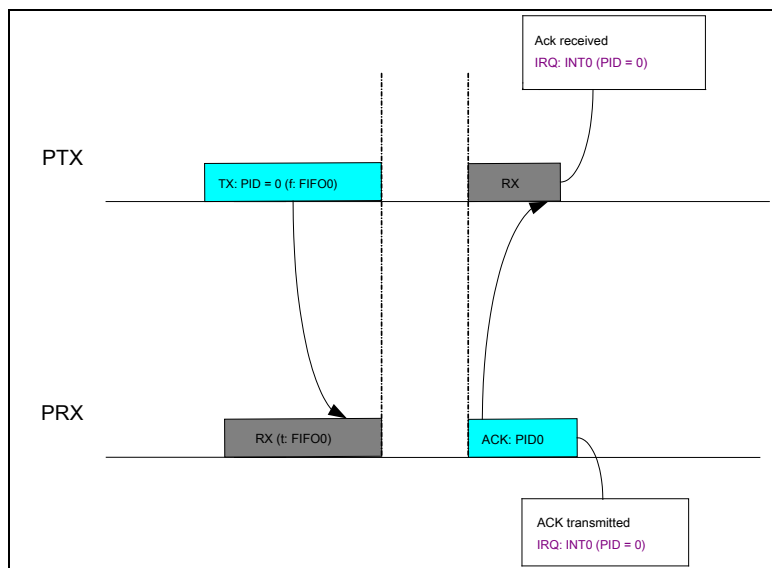 Ack received
IRQ: INT0 (PID = 0)
PTX
TX: PID = 0 (f: FIFO0)
RX
PRX
RX (t: FIFO0)
ACK: PID0
ACK transmitted
IRQ: INT0 (PID = 0)